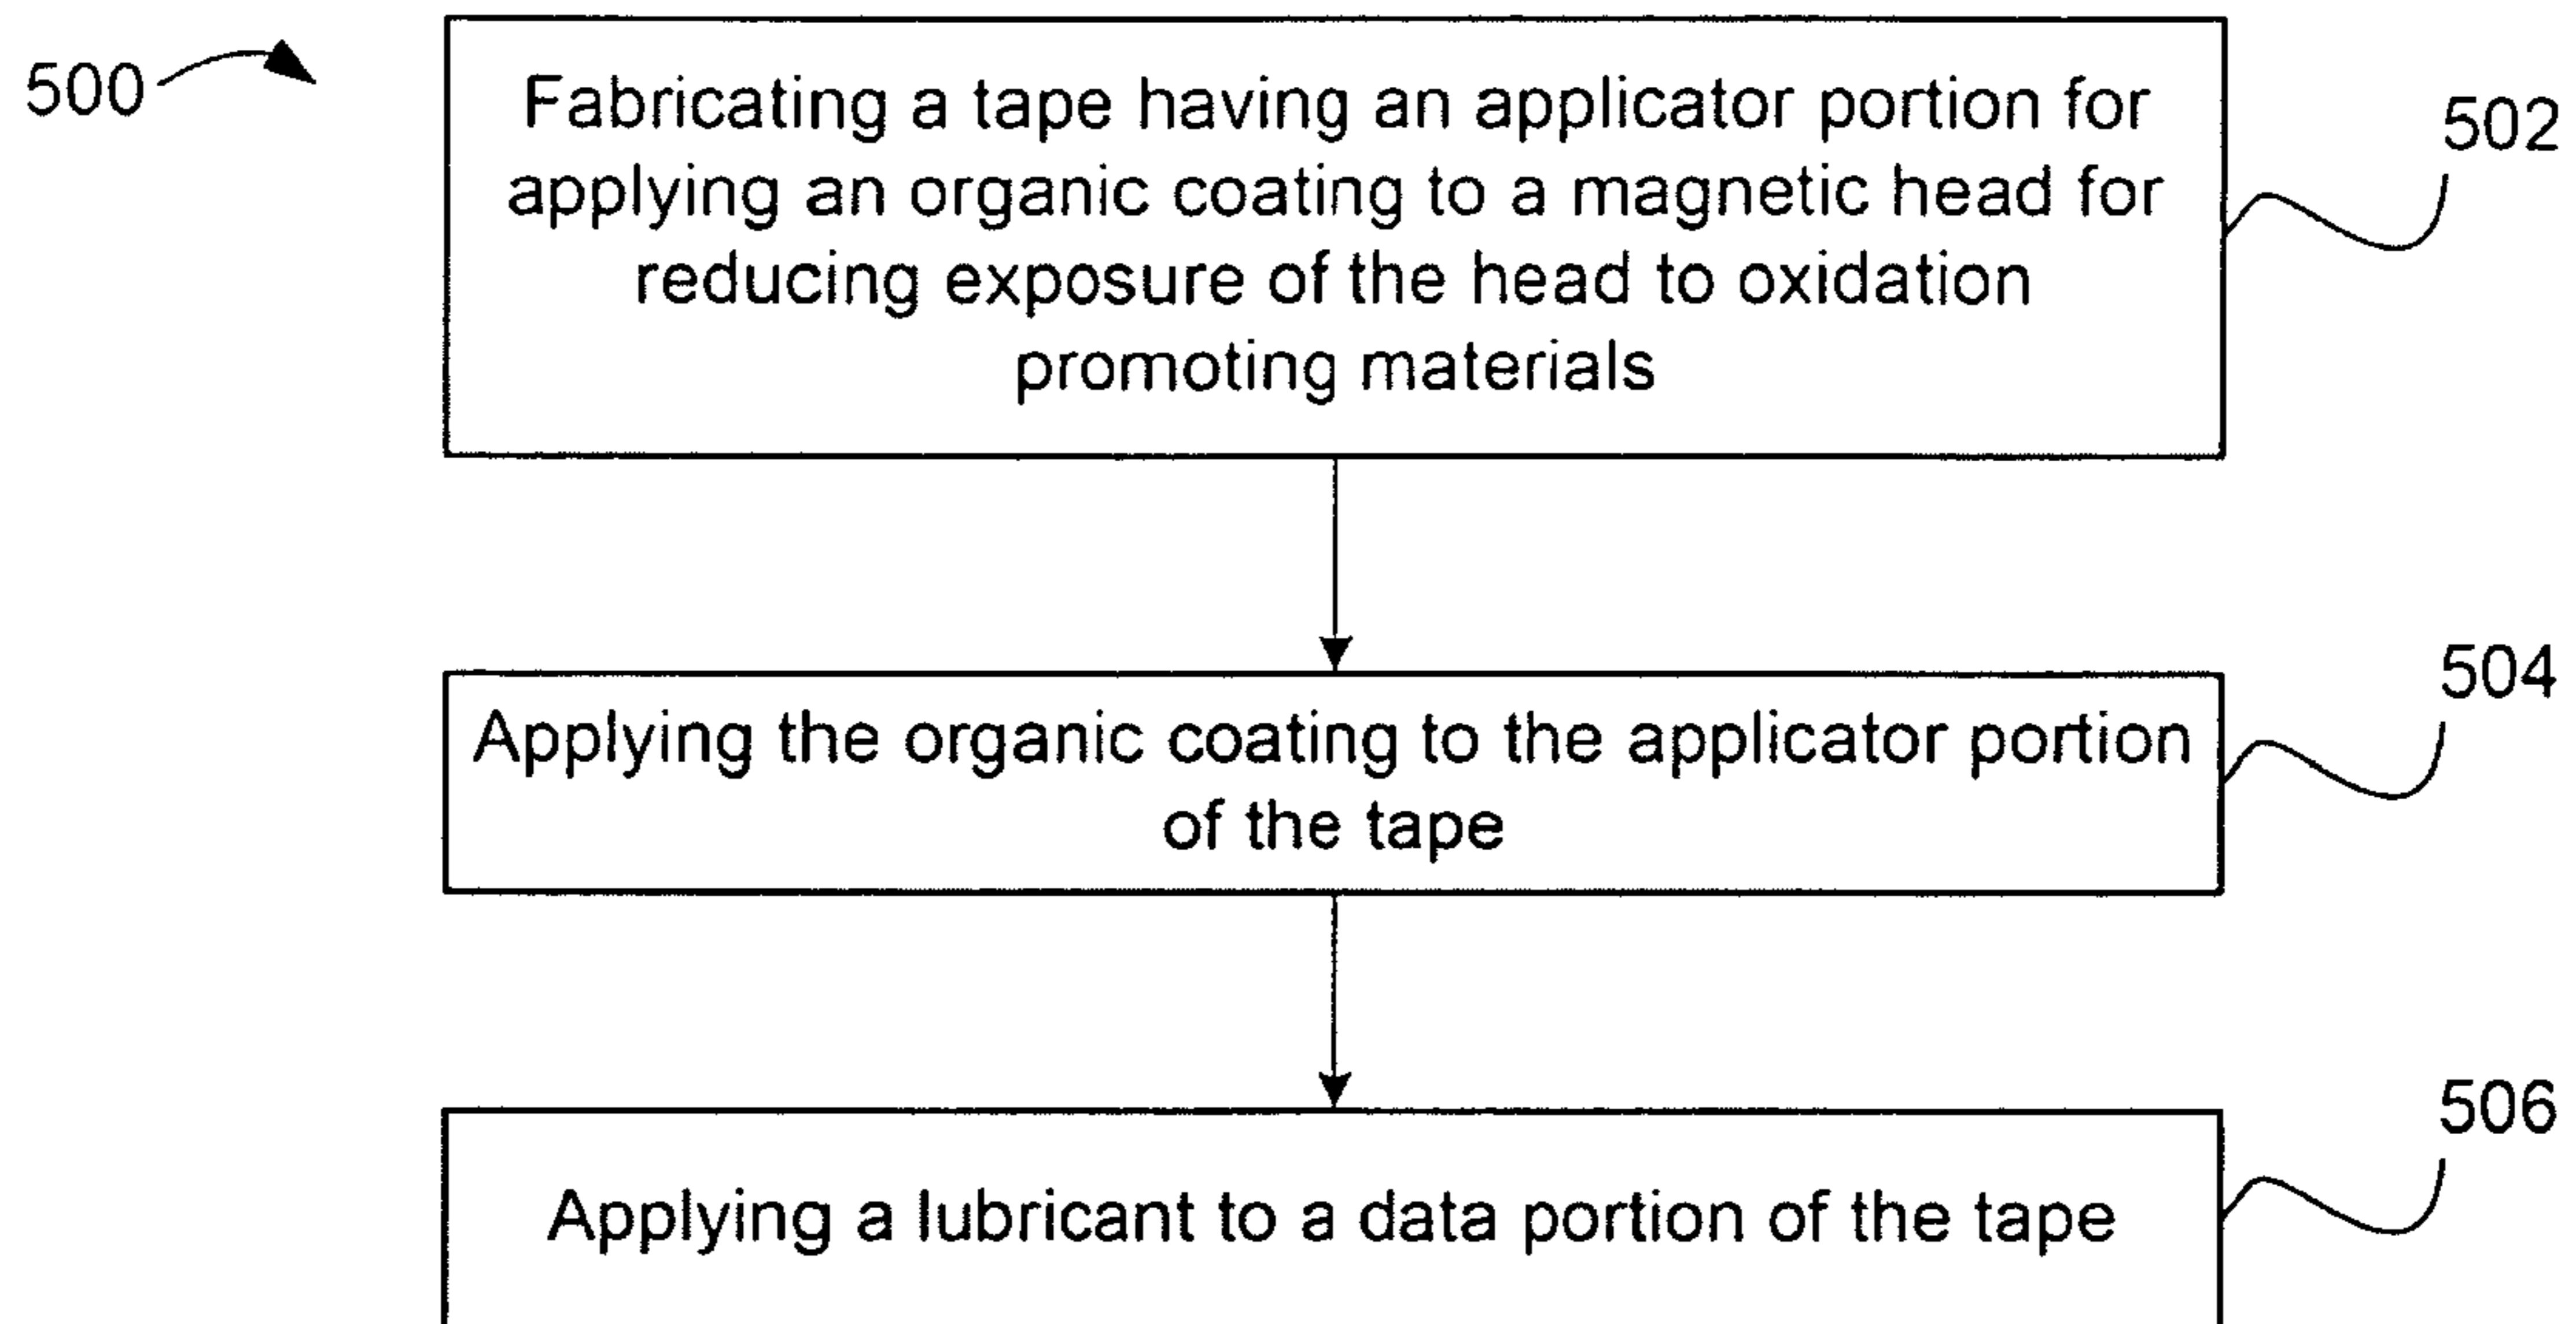 500
Fabricating a tape having an applicator portion for
applying an organic coating to a magnetic head for
reducing exposure of the head to oxidation
promoting materials
502
Applying the organic coating to the applicator portion
of the tape
504
Applying a lubricant to a data portion of the tape
506